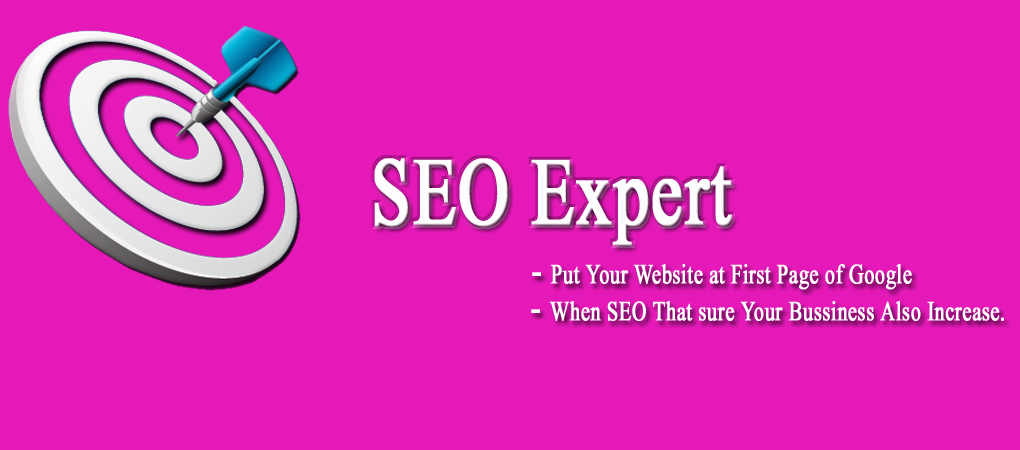 SEO Expert
- Put Your Website at First Page of Google
- When SEO That sure Your Bussiness Also Increase.